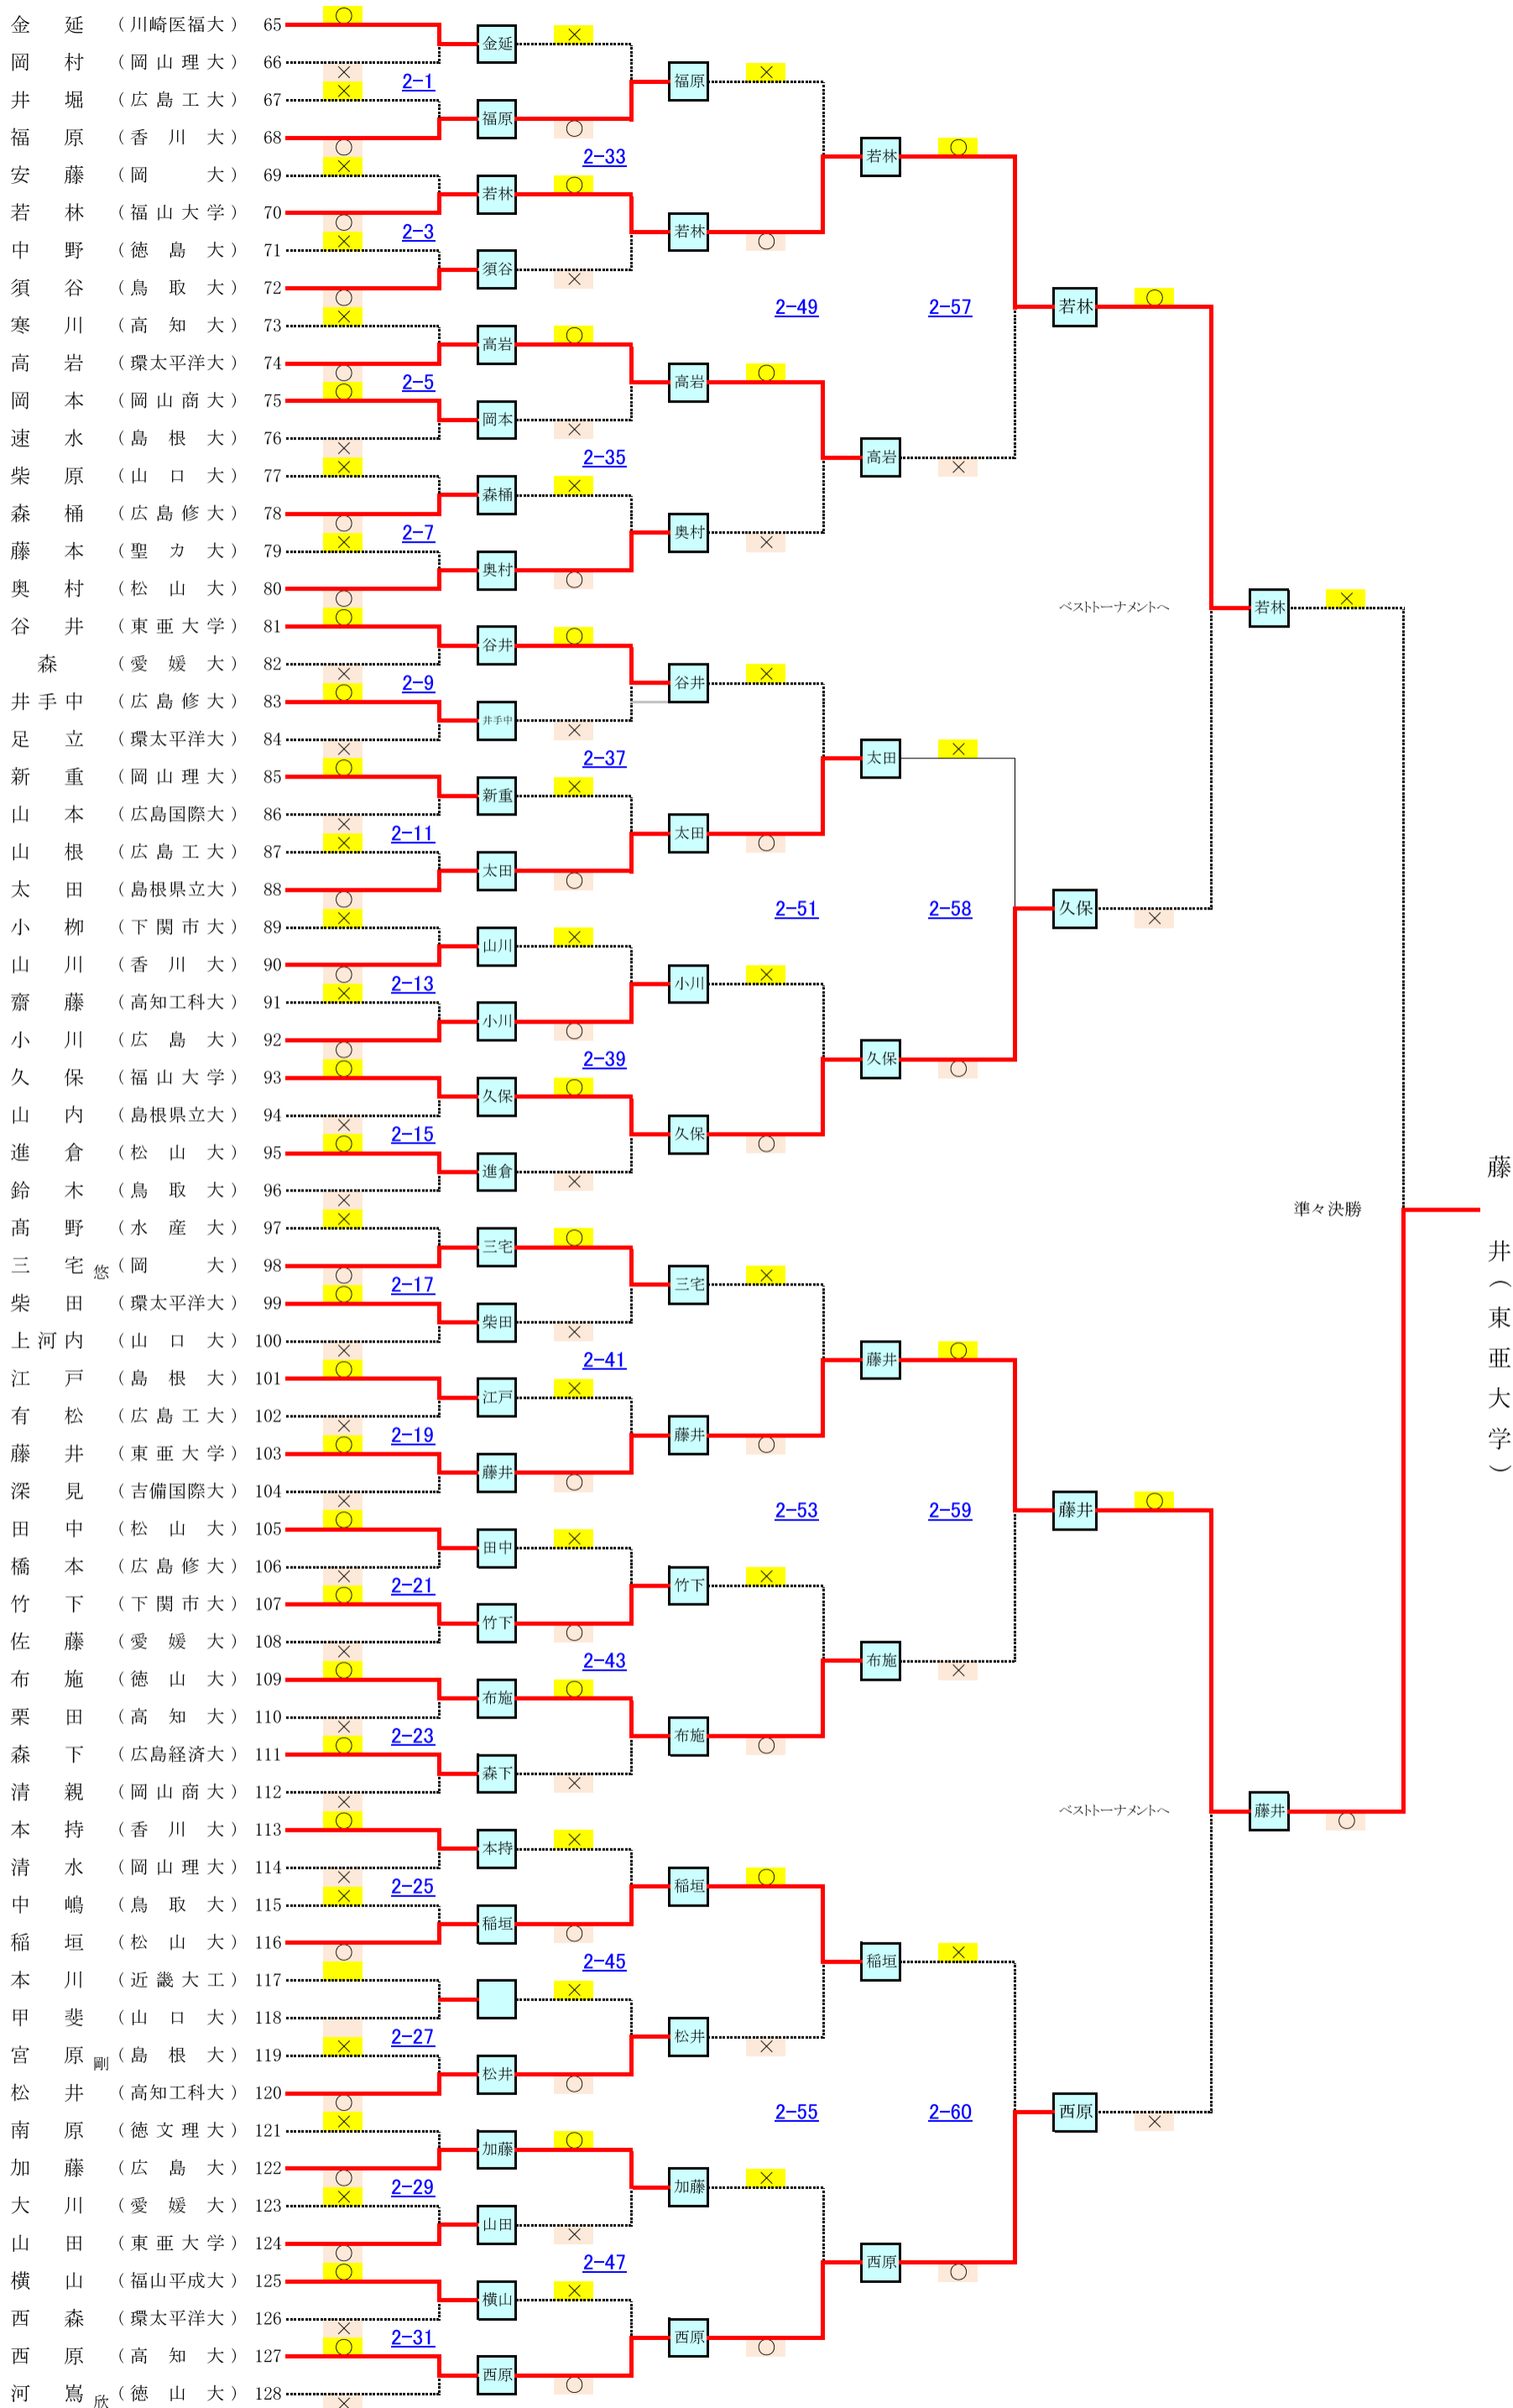 金延（川崎医福大）65 ○ 金延 ×
岡村（岡山理大）66 × 2-1 福原 ×
井堀（広島工大）67 × 福原 ○
福原（香川大）68 ○ 2-33 若林 ○
安藤（岡大）69 × 若林 ○
若林（福山大学）70 ○ 2-3 若林 ○
中野（徳島大）71 × 須谷 ×
須谷（鳥取大）72 ○ 2-49 2-57 若林 ○
寒川（高知大）73 × 高岩 ○
高岩（環太平洋大）74 ○ 2-5 高岩 ○
岡本（岡山商大）75 ○ 岡本 ×
速水（島根大）76 × 2-35 高岩 ×
柴原（山口大）77 × 森桶 ×
森桶（広島修大）78 ○ 2-7 奥村 ×
藤本（聖カ大）79 × 奥村 ○
奥村（松山大）80 ○ ベストトーナメントへ 若林 ×
谷井（東亜大学）81 ○ 谷井 ○
森（愛媛大）82 × 2-9 谷井 ×
井手中（広島修大）83 ○ 井手中 ×
足立（環太平洋大）84 × 2-37 太田 ×
新重（岡山理大）85 ○ 新重 ×
山本（広島国際大）86 × 2-11 太田 ○
山根（広島工大）87 × 太田 ○
太田（島根県立大）88 ○ 2-51 2-58 久保 ×
小栁（下関市大）89 × 山川 ×
山川（香川大）90 ○ 2-13 小川 ×
齋藤（高知工科大）91 × 小川 ○
小川（広島大）92 ○ 2-39 久保 ○
久保（福山大学）93 ○ 久保 ○
山内（島根県立大）94 × 2-15 久保 ○
進倉（松山大）95 ○ 進倉 ×
鈴木（鳥取大）96 × 準々決勝 藤井（東亜大学）
髙野（水産大）97 × 三宅 ○
三宅悠（岡大）98 ○ 2-17 三宅 ×
柴田（環太平洋大）99 ○ 柴田 ×
上河内（山口大）100 × 2-41 藤井 ○
江戸（島根大）101 ○ 江戸 ×
有松（広島工大）102 × 2-19 藤井 ○
藤井（東亜大学）103 ○ 藤井 ○
深見（吉備国際大）104 × 2-53 2-59 藤井 ○
田中（松山大）105 ○ 田中 ×
橋本（広島修大）106 × 2-21 竹下 ×
竹下（下関市大）107 ○ 竹下 ○
佐藤（愛媛大）108 × 2-43 布施 ×
布施（徳山大）109 ○ 布施 ○
栗田（高知大）110 × 2-23 布施 ○
森下（広島経済大）111 ○ 森下 ×
清親（岡山商大）112 × ベストトーナメントへ 藤井 ○
本持（香川大）113 ○ 本持 ×
清水（岡山理大）114 × 2-25 稲垣 ○
中嶋（鳥取大）115 × 稲垣 ○
稲垣（松山大）116 ○ 2-45 稲垣 ×
本川（近畿大工）117 ×
甲斐（山口大）118 2-27 松井 ×
宮原剛（島根大）119 × 松井 ○
松井（高知工科大）120 ○ 2-55 2-60 西原 ×
南原（徳文理大）121 × 加藤 ○
加藤（広島大）122 ○ 2-29 加藤 ×
大川（愛媛大）123 × 山田 ×
山田（東亜大学）124 ○ 2-47 西原 ○
横山（福山平成大）125 ○ 横山 ×
西森（環太平洋大）126 × 2-31 西原 ○
西原（高知大）127 ○ 西原 ○
河嶌欣（徳山大）128 ×